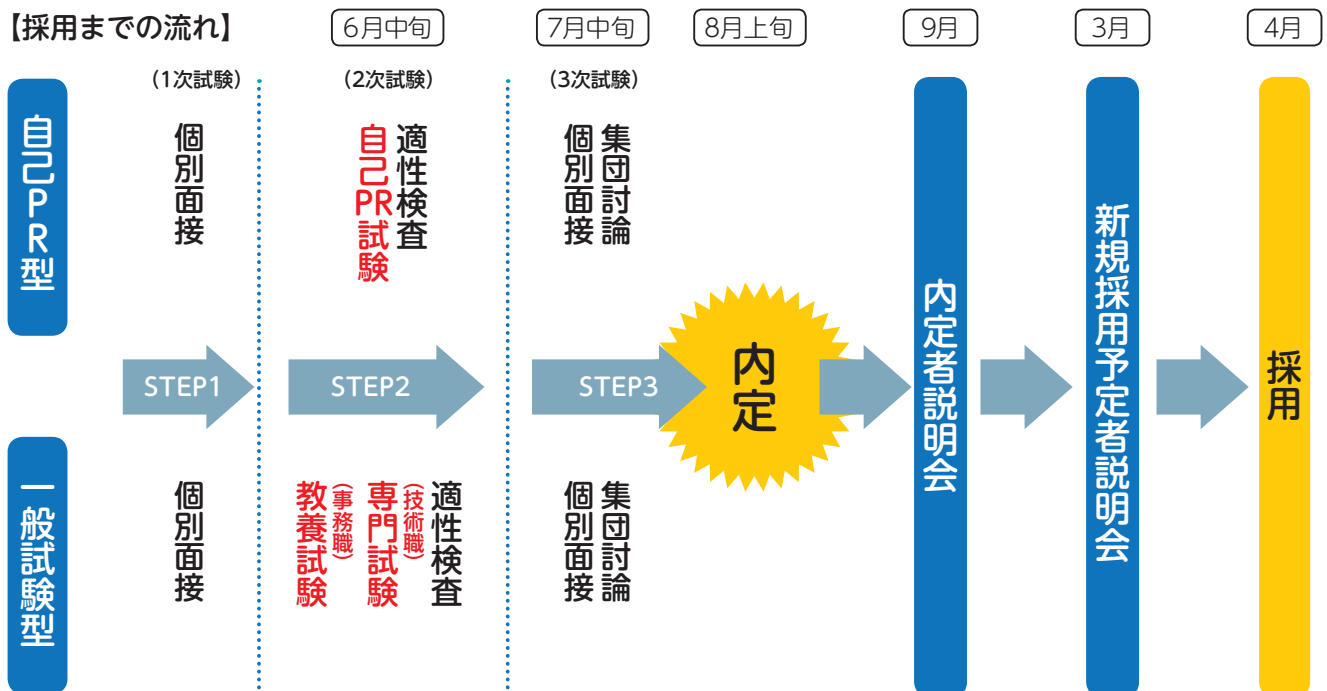 【採用までの流れ】
6月中旬
7月中旬
8月上旬
9月
3月
4月
自己PR型
(1次試験)
個別面接
(2次試験)
適性検査
自己PR試験
(3次試験)
集団討論
個別面接
STEP1
STEP2
STEP3
内定
内定者説明会
新規採用予定者説明会
採用
一般試験型
個別面接
適性検査
(技術職)
専門試験
(事務職)
教養試験
集団討論
個別面接